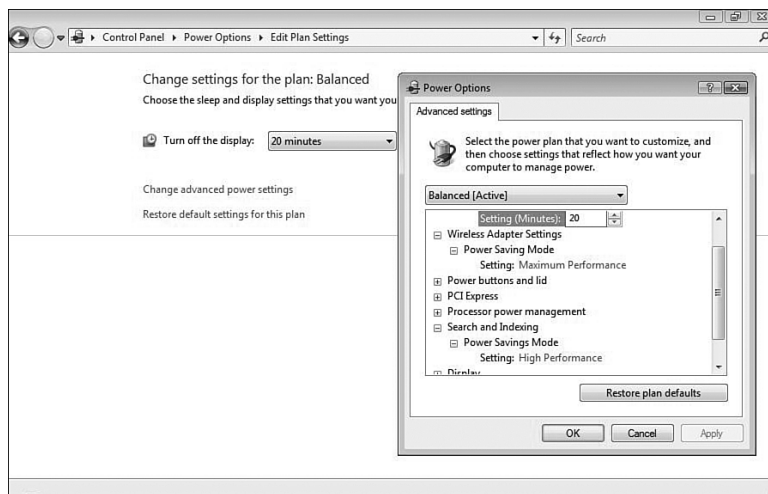 Control Panel ▸ Power Options ▸ Edit Plan Settings
Search
Change settings for the plan: Balanced
Choose the sleep and display settings that you want you
Turn off the display: 20 minutes
Change advanced power settings
Restore default settings for this plan
Power Options
Advanced settings
Select the power plan that you want to customize, and
then choose settings that reflect how you want your
computer to manage power.
Balanced [Active]
Setting (Minutes): 20
Wireless Adapter Settings
Power Saving Mode
Setting: Maximum Performance
Power buttons and lid
PCI Express
Processor power management
Search and Indexing
Power Savings Mode
Setting: High Performance
Display
Restore plan defaults
OK Cancel Apply